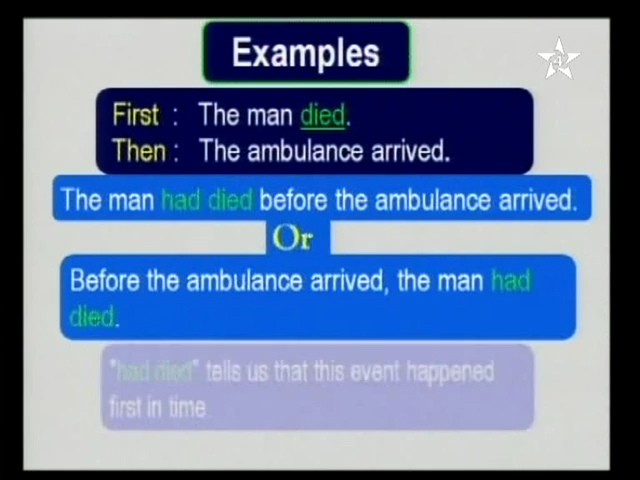 Examples
First : The man died.
Then : The ambulance arrived.
The man had died before the ambulance arrived.
Or
Before the ambulance arrived, the man had
died.
"had died" tells us that this event happened
first in time